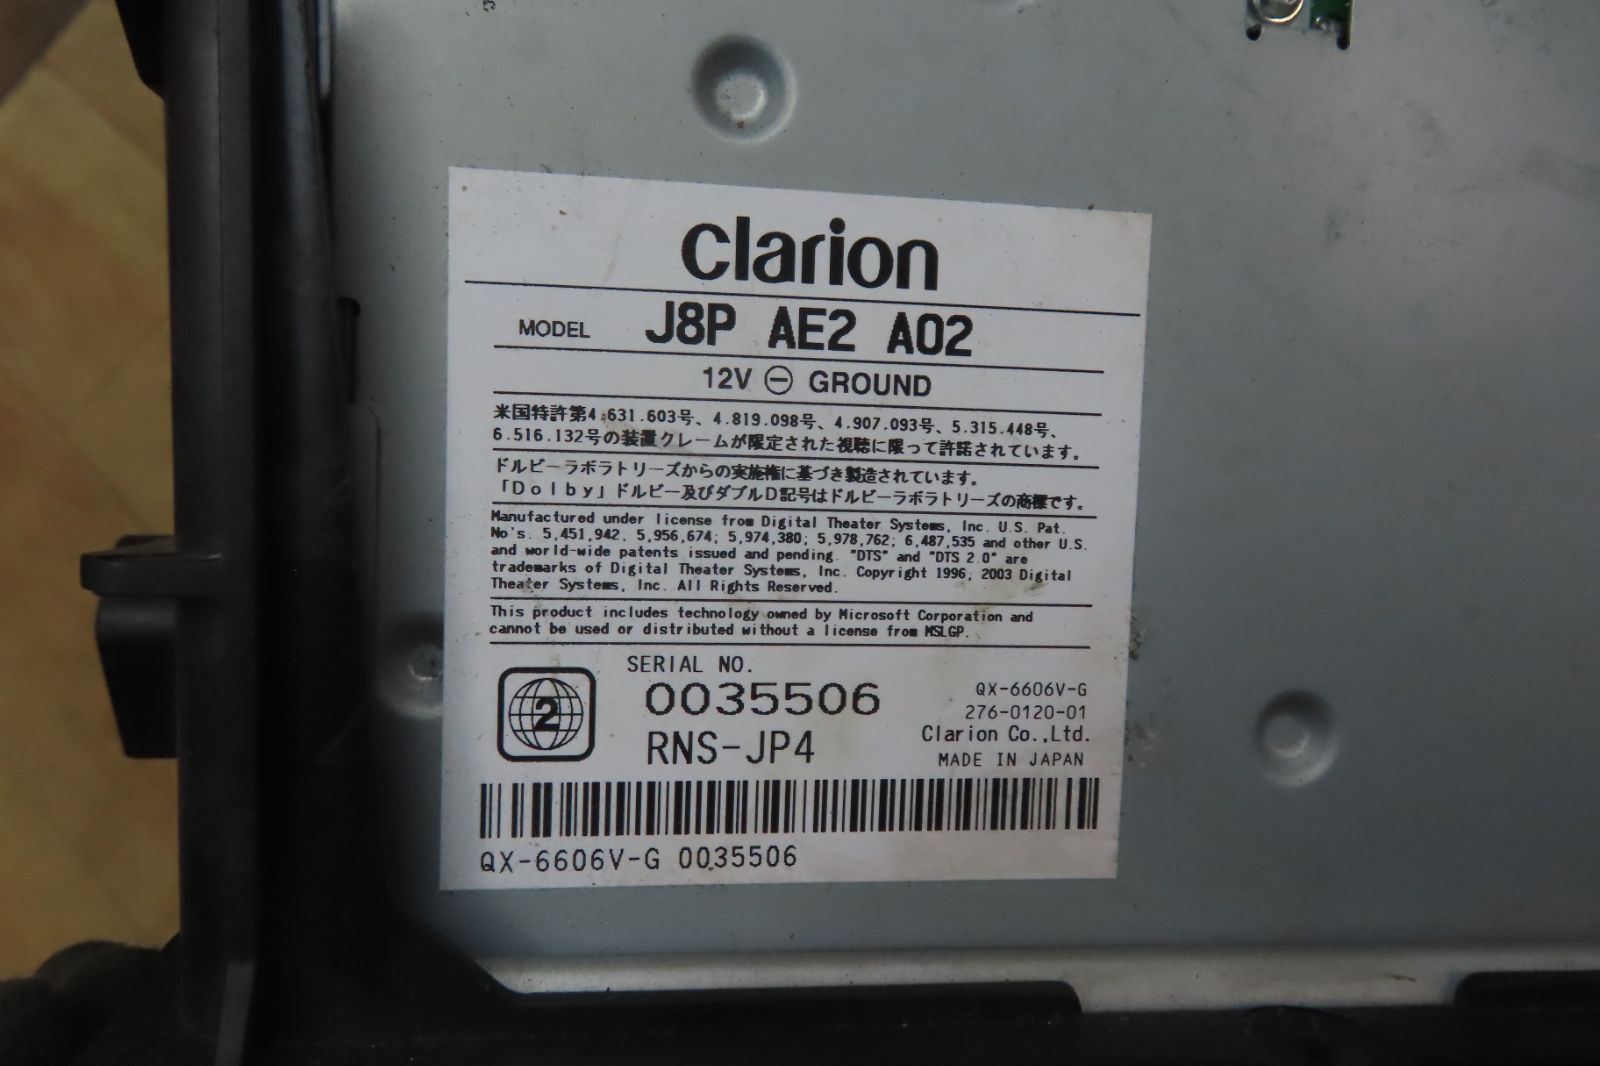 clarion
MODEL J8P AE2 A02
12V ⊖ GROUND
米国特許第4.631.603号、4.819.098号、4.907.093号、5.315.448号、
6.516.132号の装置クレームが限定された視聴に限って許諾されています。
ドルビーラボラトリーズからの実施権に基づき製造されています。
「Dolby」ドルビー及びダブルD記号はドルビーラボラトリーズの商標です。
Manufactured under license from Digital Theater Systems, Inc. U.S. Pat.
No's. 5,451,942, 5,956,674; 5,974,380; 5,978,762; 6,487,535 and other U.S.
and world-wide patents issued and pending. "DTS" and "DTS 2.0" are
trademarks of Digital Theater Systems, Inc. Copyright 1996; 2003 Digital
Theater Systems, Inc. All Rights Reserved.
This product includes technology owned by Microsoft Corporation and
cannot be used or distributed without a license from MSLGP.
2
SERIAL NO.
0035506
RNS-JP4
QX-6606V-G
276-0120-01
Clarion Co.,Ltd.
MADE IN JAPAN
QX-6606V-G 0035506